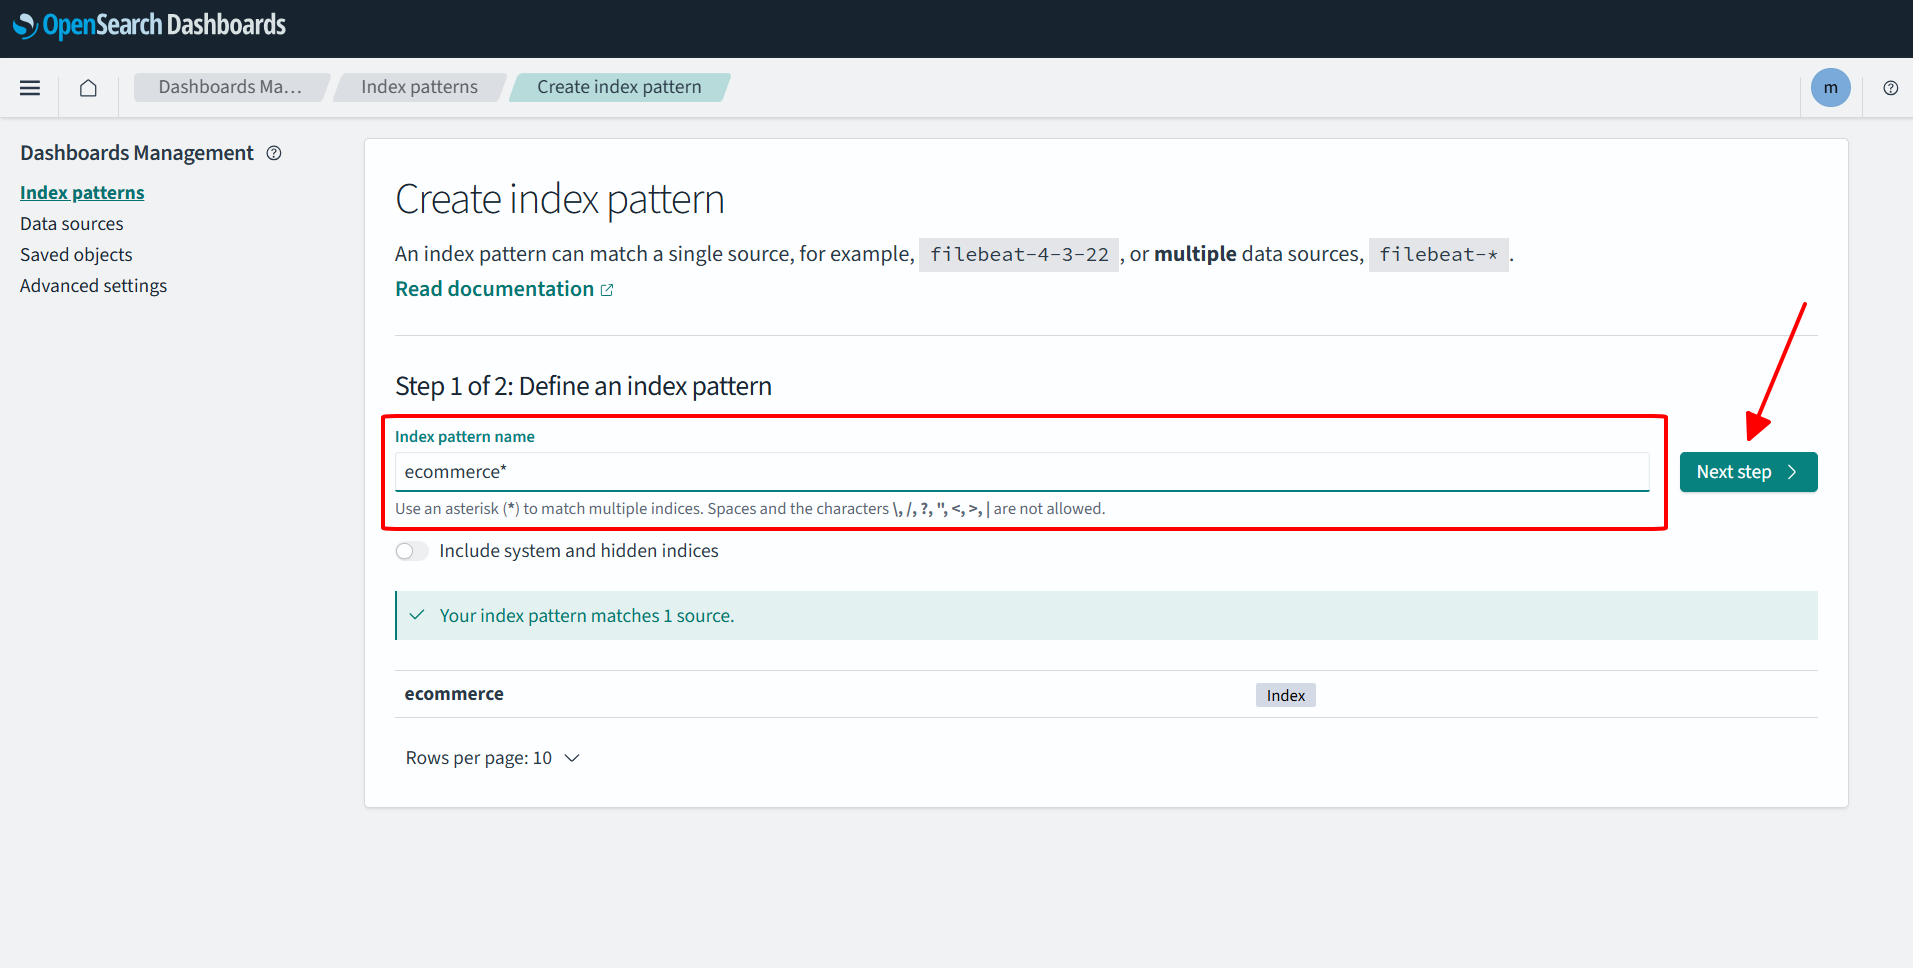 OpenSearch Dashboards
Dashboards Ma... Index patterns Create index pattern m
Dashboards Management
Index patterns
Data sources
Saved objects
Advanced settings
Create index pattern
An index pattern can match a single source, for example, filebeat-4-3-22 , or multiple data sources, filebeat-* .
Read documentation
Step 1 of 2: Define an index pattern
Index pattern name
ecommerce*
Next step
Use an asterisk (*) to match multiple indices. Spaces and the characters \, /, ?, ", <, >, | are not allowed.
Include system and hidden indices
Your index pattern matches 1 source.
ecommerce Index
Rows per page: 10